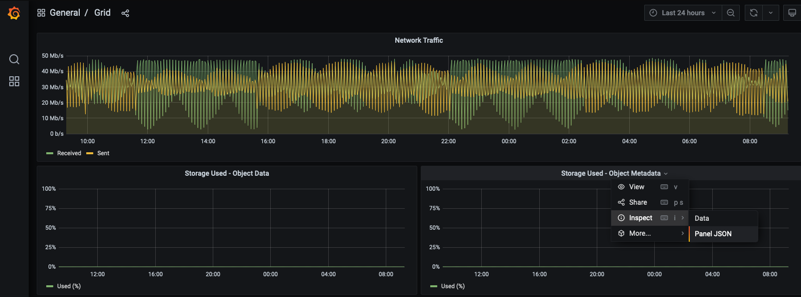 General / Grid
Last 24 hours
Network Traffic
50 Mb/s
40 Mb/s
30 Mb/s
20 Mb/s
10 Mb/s
0 b/s
10:00 12:00 14:00 16:00 18:00 20:00 22:00 00:00 02:00 04:00 06:00 08:00
Received Sent
Storage Used - Object Data
100%
75%
50%
25%
0%
12:00 16:00 20:00 00:00 04:00 08:00
Used (%)
Storage Used - Object Metadata
View v
Share p s
Inspect i
More...
Data
Panel JSON
100%
75%
50%
25%
0%
12:00 16:00 20:00 00:00 04:00 08:00
Used (%)